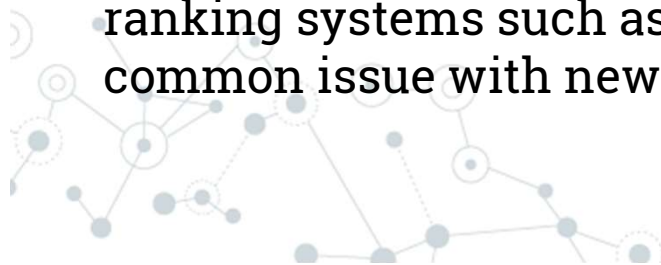 ranking systems such as
common issue with new